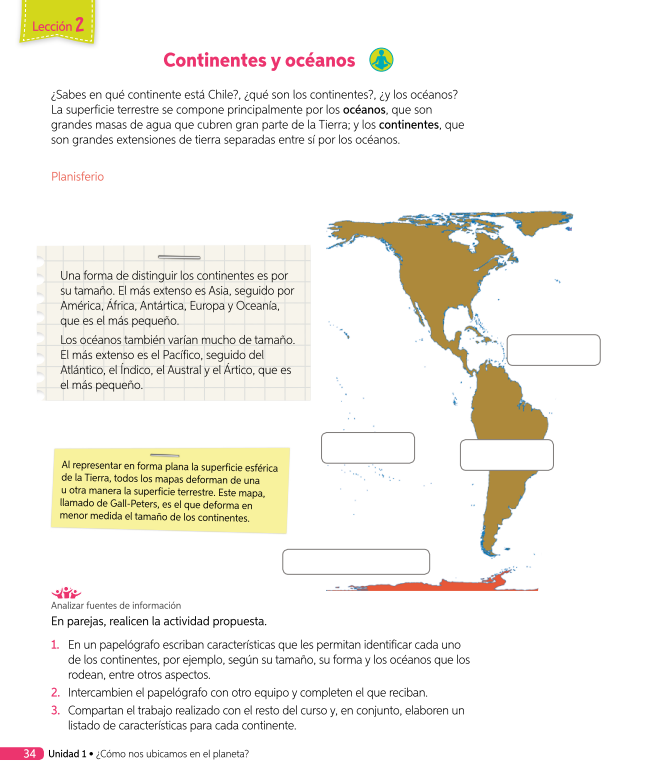 Lección 2
Continentes y océanos
¿Sabes en qué continente está Chile?, ¿qué son los continentes?, ¿y los océanos?
La superficie terrestre se compone principalmente por los océanos, que son
grandes masas de agua que cubren gran parte de la Tierra; y los continentes, que
son grandes extensiones de tierra separadas entre sí por los océanos.
Planisferio
Una forma de distinguir los continentes es por
su tamaño. El más extenso es Asia, seguido por
América, África, Antártica, Europa y Oceanía,
que es el más pequeño.
Los océanos también varían mucho de tamaño.
El más extenso es el Pacífico, seguido del
Atlántico, el Índico, el Austral y el Ártico, que es
el más pequeño.
Al representar en forma plana la superficie esférica
de la Tierra, todos los mapas deforman de una
u otra manera la superficie terrestre. Este mapa,
llamado de Gall-Peters, es el que deforma en
menor medida el tamaño de los continentes.
Analizar fuentes de información
En parejas, realicen la actividad propuesta.
1. En un papelógrafo escriban características que les permitan identificar cada uno
de los continentes, por ejemplo, según su tamaño, su forma y los océanos que los
rodean, entre otros aspectos.
2. Intercambien el papelógrafo con otro equipo y completen el que reciban.
3. Compartan el trabajo realizado con el resto del curso y, en conjunto, elaboren un
listado de características para cada continente.
34 Unidad 1 • ¿Cómo nos ubicamos en el planeta?